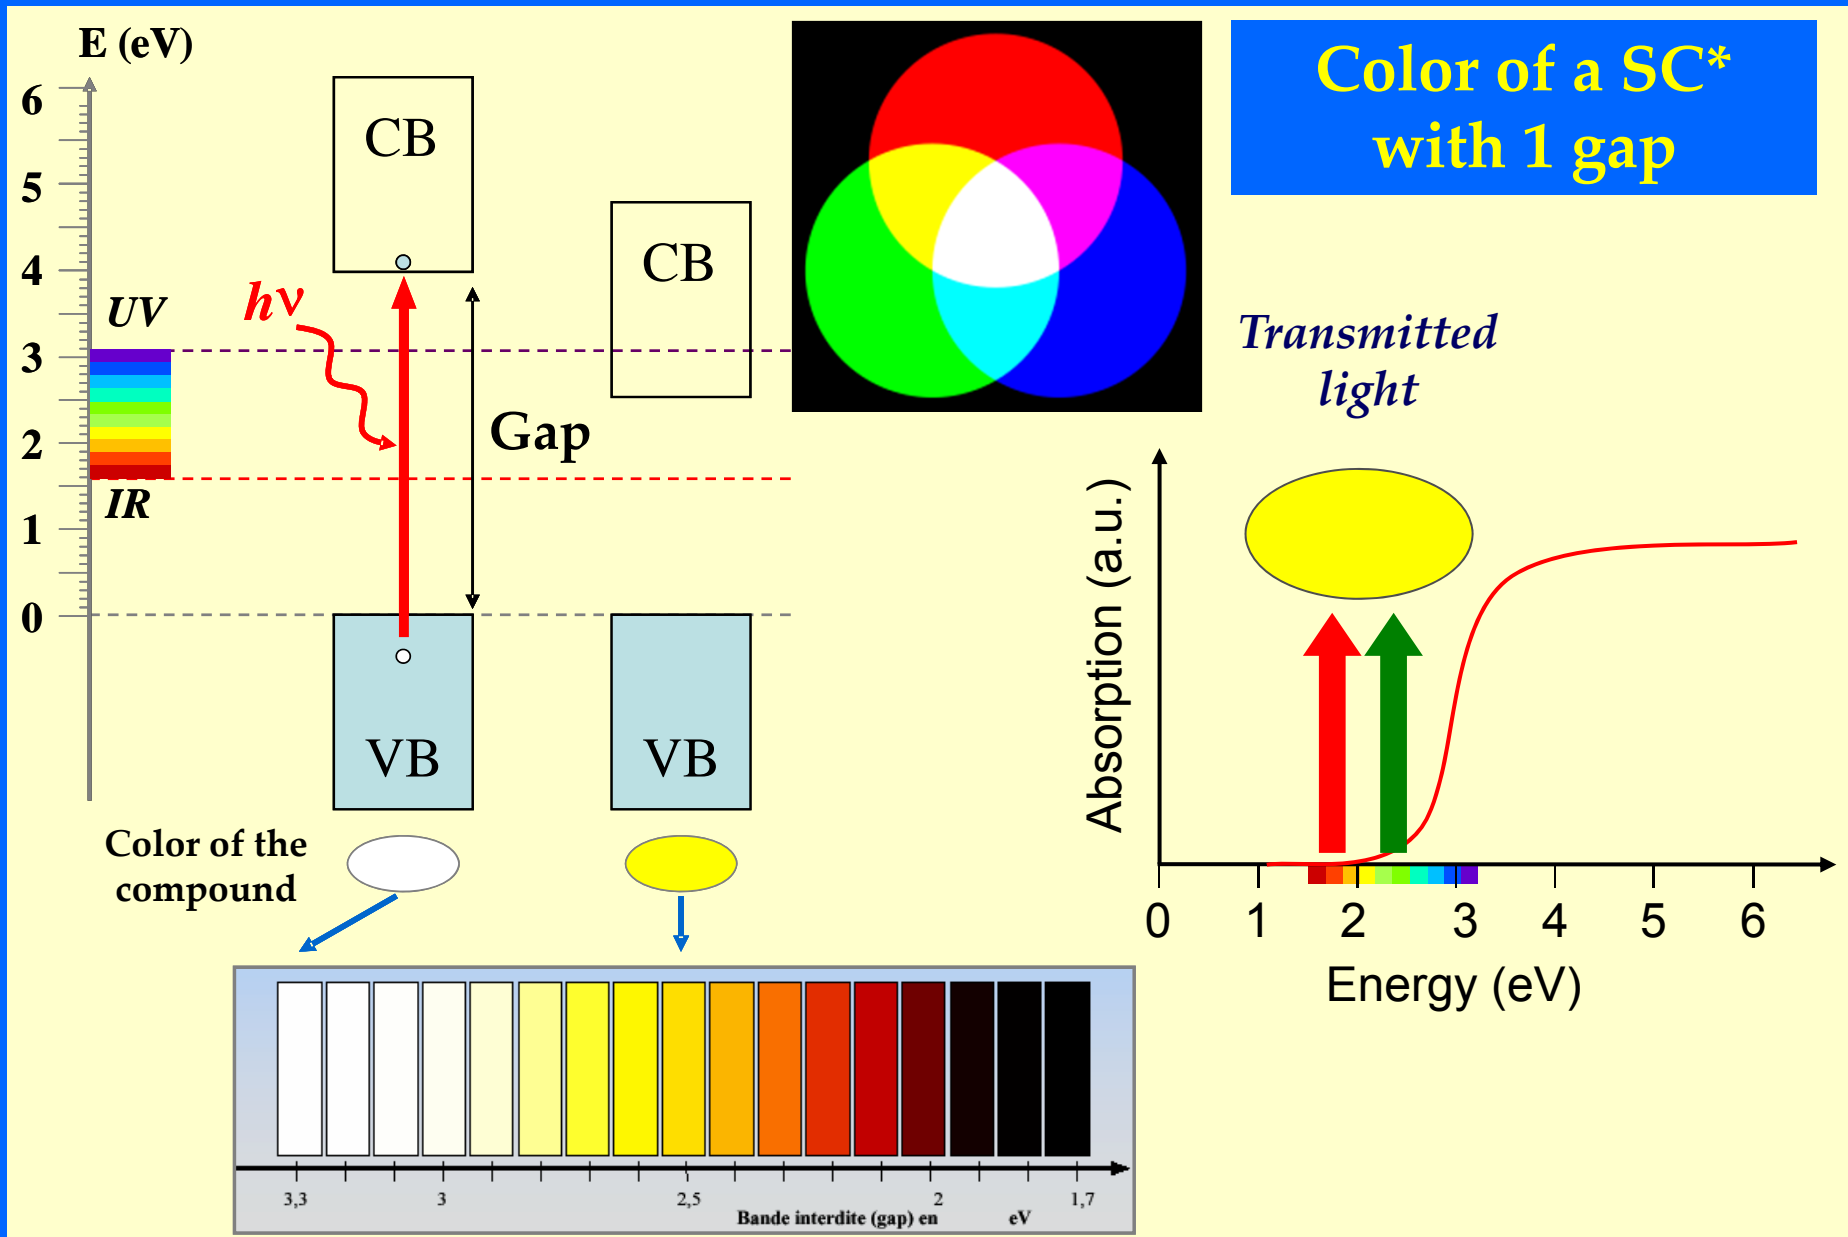 E (eV)
6
5
4
3
2
1
0
UV
IR
hν
CB
Gap
VB
CB
VB
Color of the
compound
Color of a SC*
with 1 gap
Transmitted
light
Absorption (a.u.)
0 1 2 3 4 5 6
Energy (eV)
3,3 3 2,5 2 1,7
Bande interdite (gap) en eV